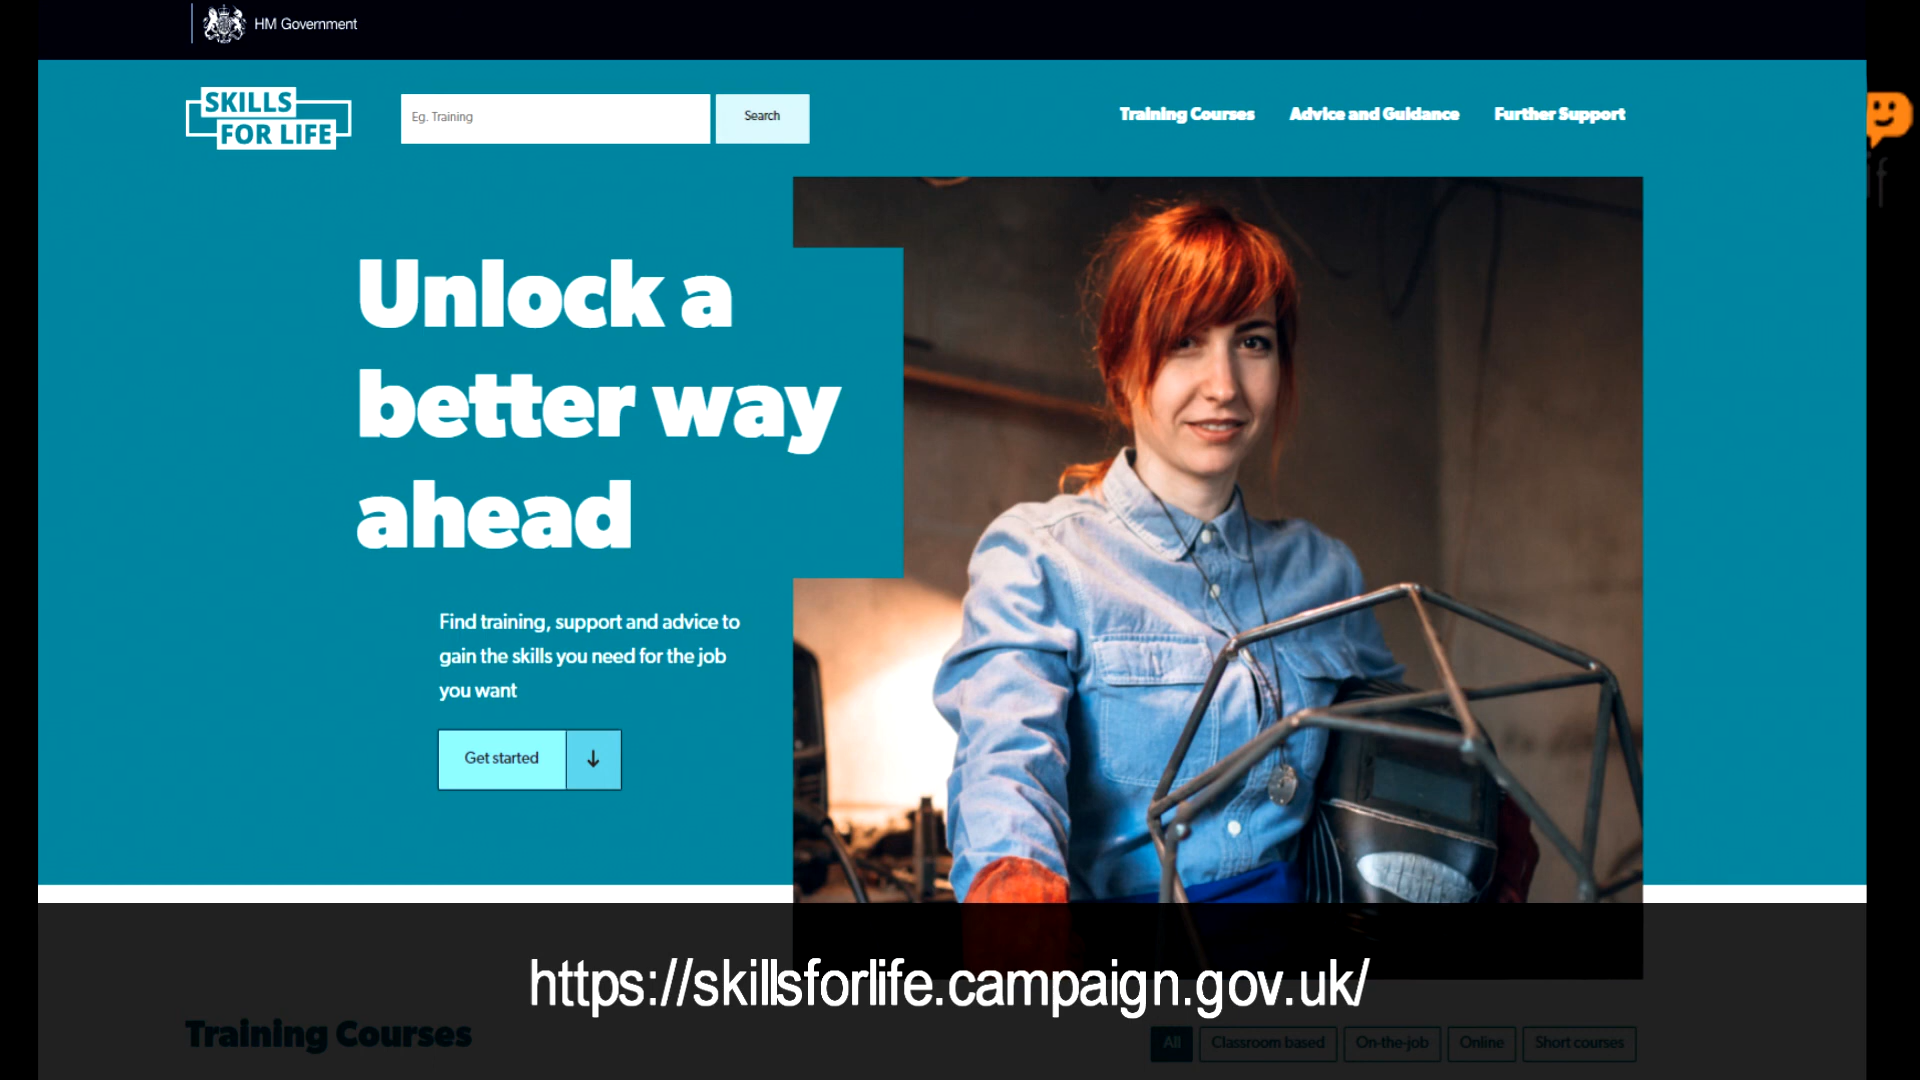 HM Government
SKILLS
FOR LIFE
Eg. Training
Search
Training Courses
Advice and Guidance
Further Support
Unlock a
better way
ahead
Find training, support and advice to
gain the skills you need for the job
you want
Get started
if
https://skillsforlife.campaign.gov.uk/
Training Courses
All
Classroom based
On-the-job
Online
Short courses